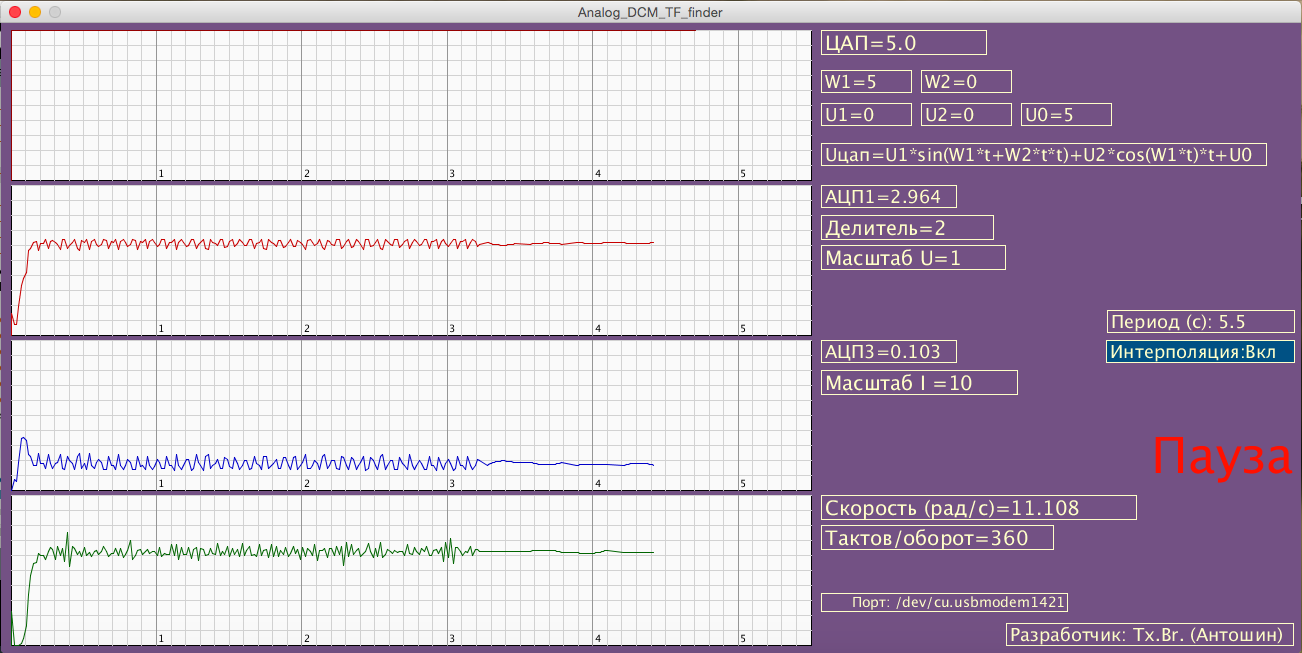 Analog_DCM_TF_finder
ЦАП=5.0
W1=5 W2=0
U1=0 U2=0 U0=5
Uцап=U1*sin(W1*t+W2*t*t)+U2*cos(W1*t)*t+U0
1 2 3 4 5
АЦП1=2.964
Делитель=2
Масштаб U=1
Период (с): 5.5
1 2 3 4 5
АЦП3=0.103
Интерполяция:Вкл
Масштаб I =10
Пауза
1 2 3 4 5
Скорость (рад/с)=11.108
Тактов/оборот=360
Порт: /dev/cu.usbmodem1421
1 2 3 4 5
Разработчик: Tx.Br. (Антошин)